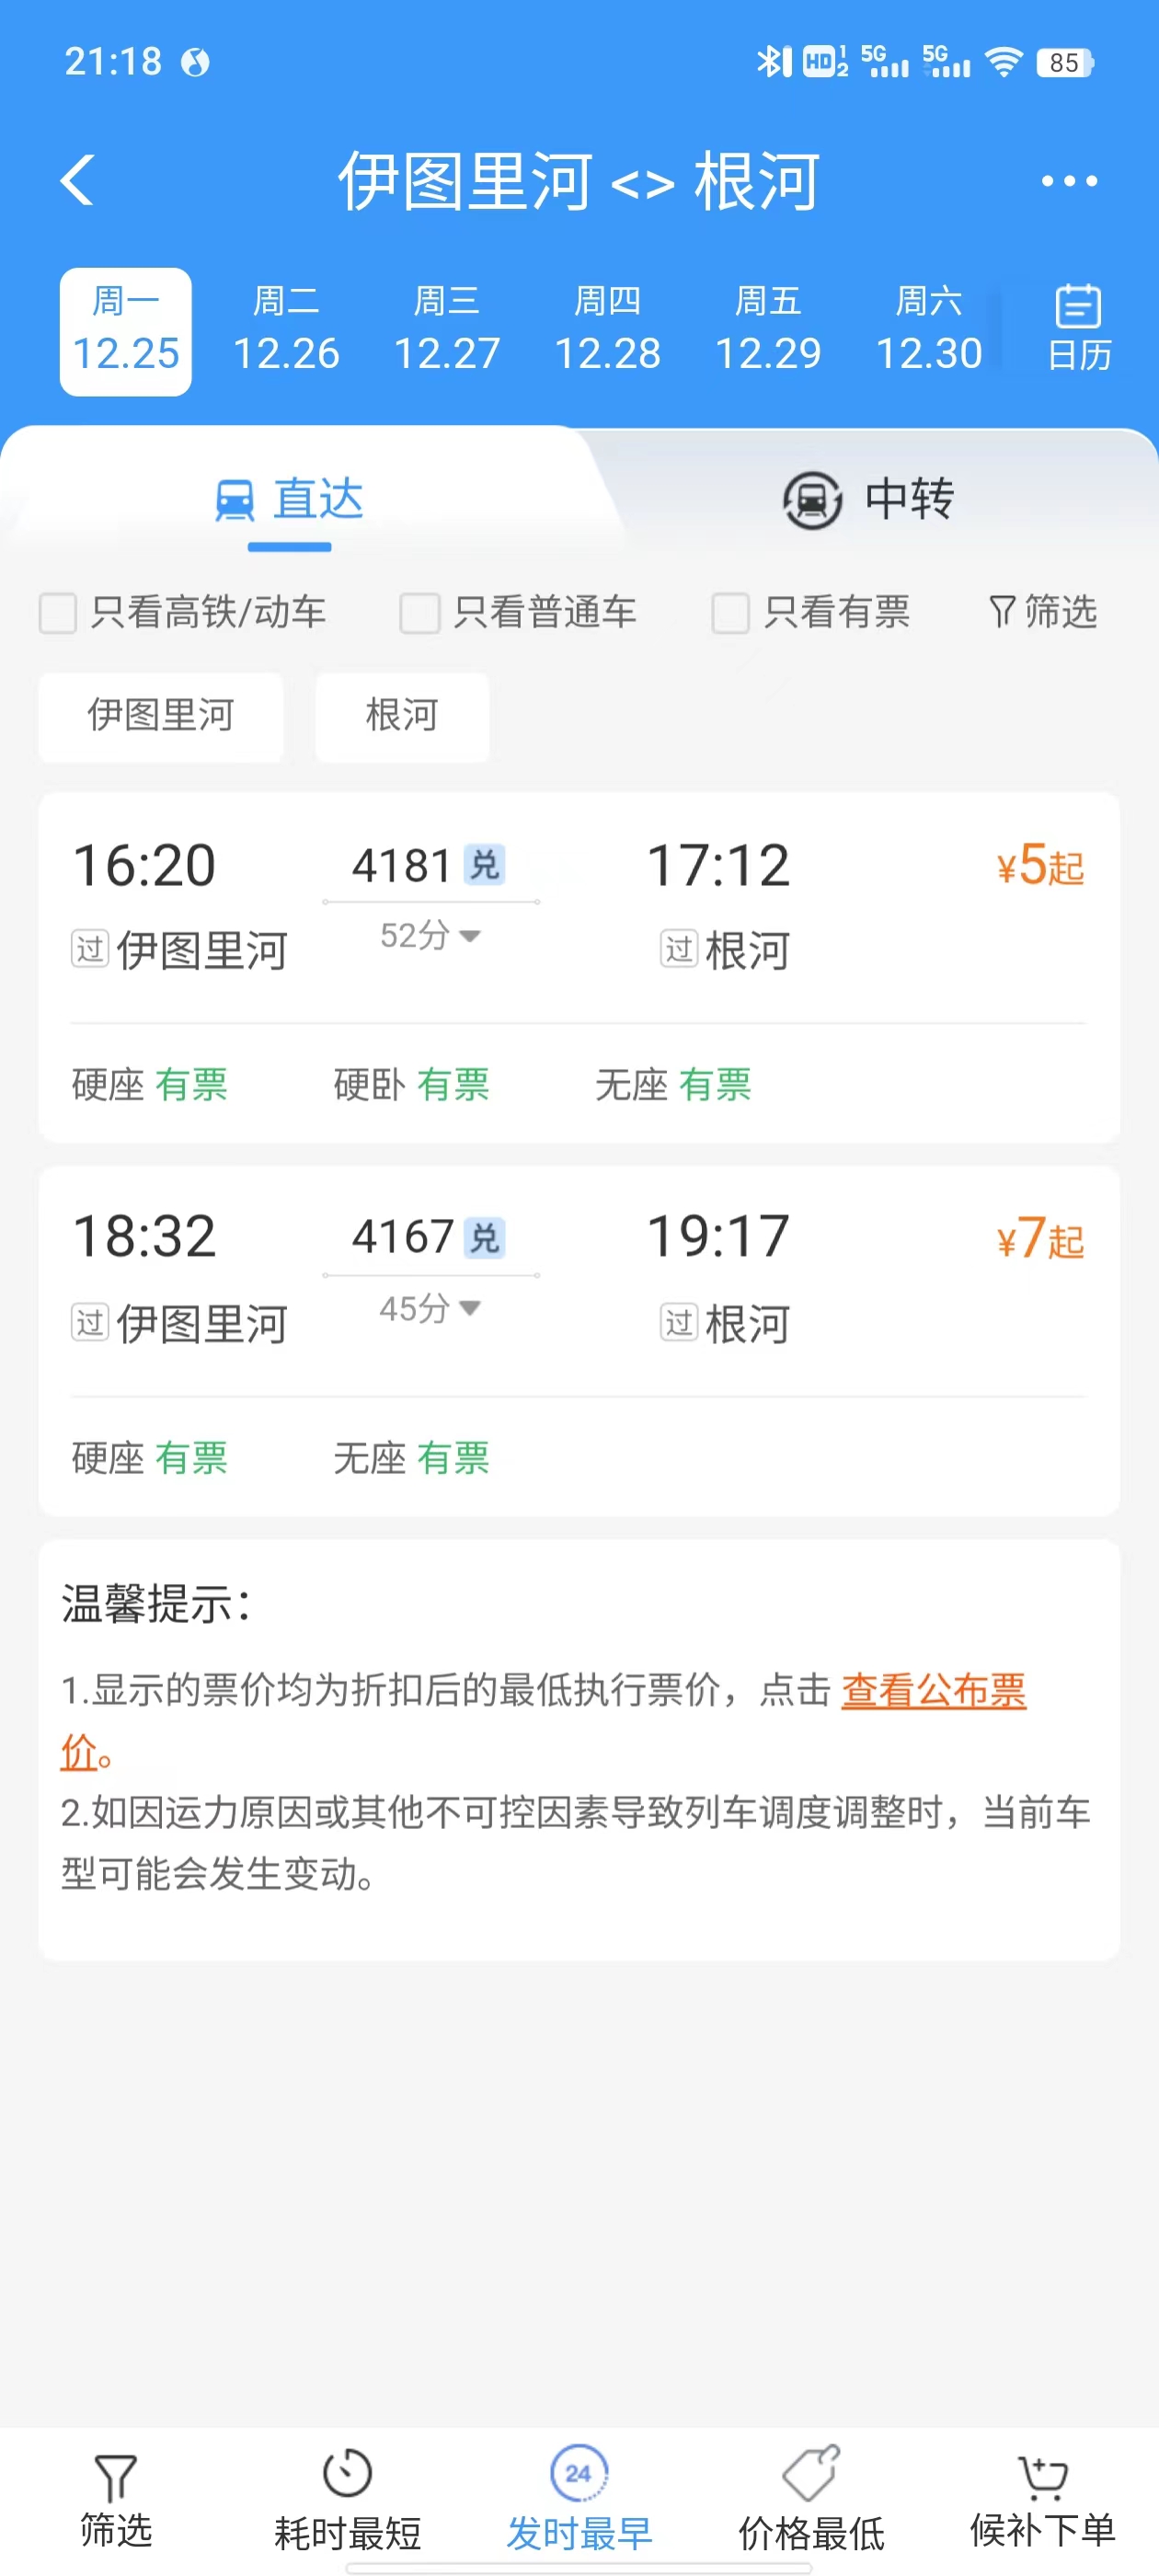 21:18 HD 1 2 5G 5G 85
伊图里河 <> 根河
周一 周二 周三 周四 周五 周六
12.25 12.26 12.27 12.28 12.29 12.30 日历
直达 中转
只看高铁/动车 只看普通车 只看有票 筛选
伊图里河 根河
16:20 4181 兑 17:12 ¥5起
过 伊图里河 52分 过 根河
硬座 有票 硬卧 有票 无座 有票
18:32 4167 兑 19:17 ¥7起
过 伊图里河 45分 过 根河
硬座 有票 无座 有票
温馨提示：
1.显示的票价均为折扣后的最低执行票价，点击 查看公布票
价。
2.如因运力原因或其他不可控因素导致列车调度调整时，当前车
型可能会发生变动。
24
筛选 耗时最短 发时最早 价格最低 候补下单